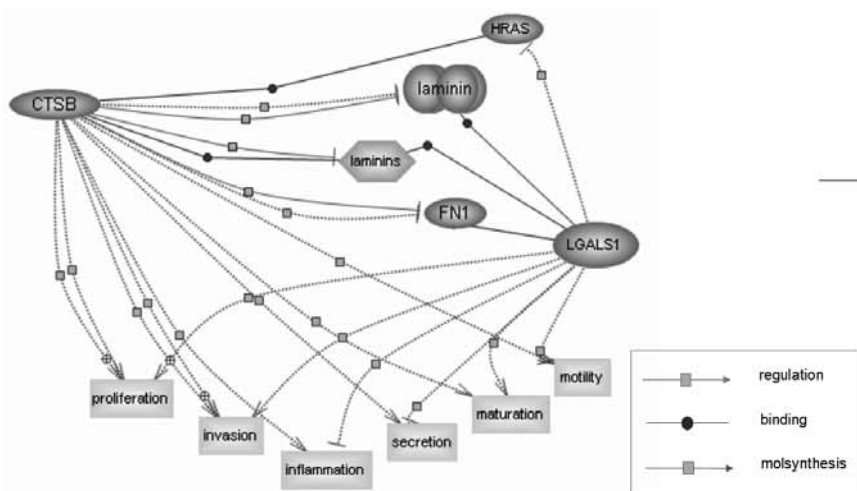 HRAS
laminin
CTSB
laminins
FN1
LGALS1
motility
proliferation
maturation
invasion
secretion
inflammation
regulation
binding
molsynthesis